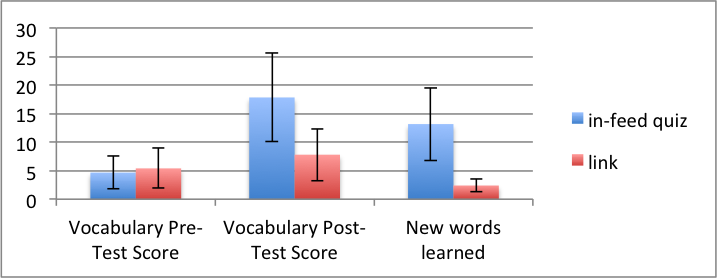 30
25
20
15
10
5
0
Vocabulary Pre-
Test Score
Vocabulary Post-
Test Score
New words
learned
in-feed quiz
link